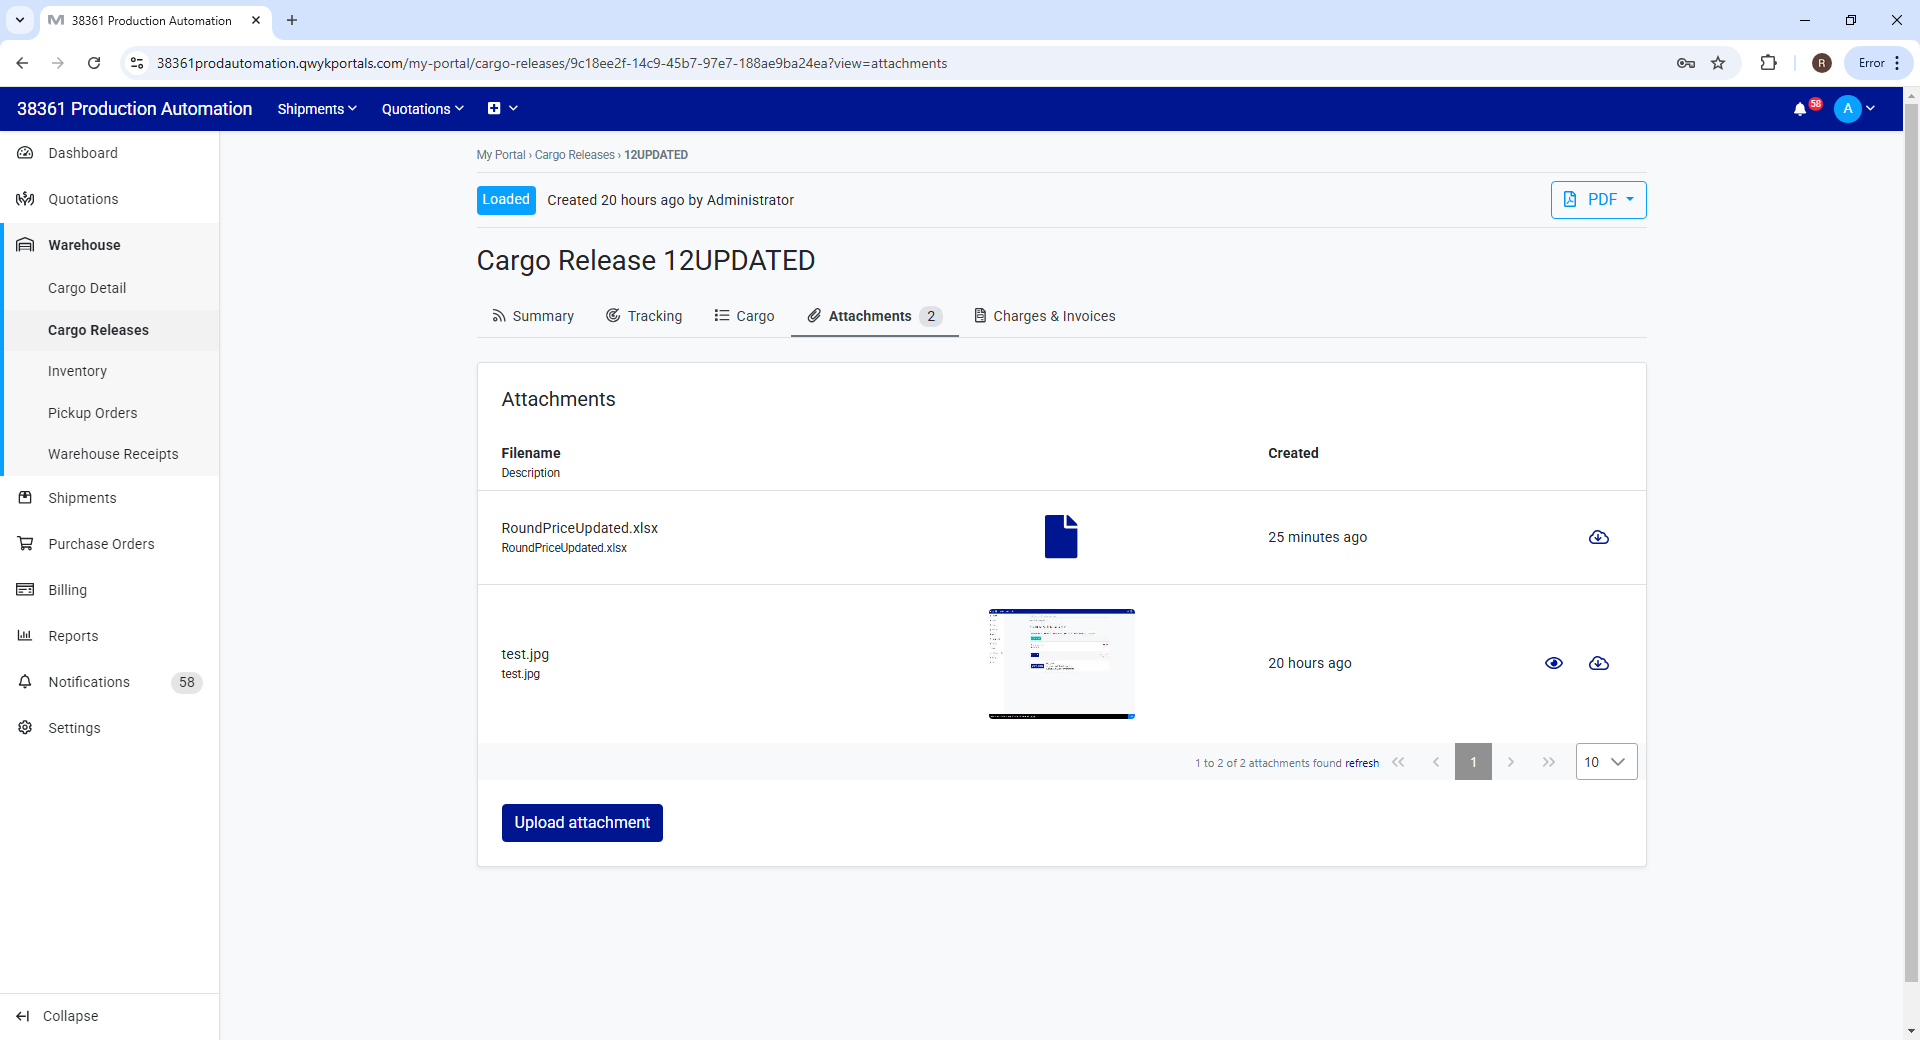 38361 Production Automation
38361prodautomation.qwykportals.com/my-portal/cargo-releases/9c18ee2f-14c9-45b7-97e7-188ae9ba24ea?view=attachments
R
Error
38361 Production Automation
Shipments
Quotations
58
A
Dashboard
Quotations
Warehouse
Cargo Detail
Cargo Releases
Inventory
Pickup Orders
Warehouse Receipts
Shipments
Purchase Orders
Billing
Reports
Notifications 58
Settings
Collapse
My Portal › Cargo Releases › 12UPDATED
Loaded Created 20 hours ago by Administrator
PDF
Cargo Release 12UPDATED
Summary
Tracking
Cargo
Attachments 2
Charges & Invoices
Attachments
Filename
Description
Created
RoundPriceUpdated.xlsx
RoundPriceUpdated.xlsx
25 minutes ago
test.jpg
test.jpg
20 hours ago
1 to 2 of 2 attachments found refresh
1
10
Upload attachment